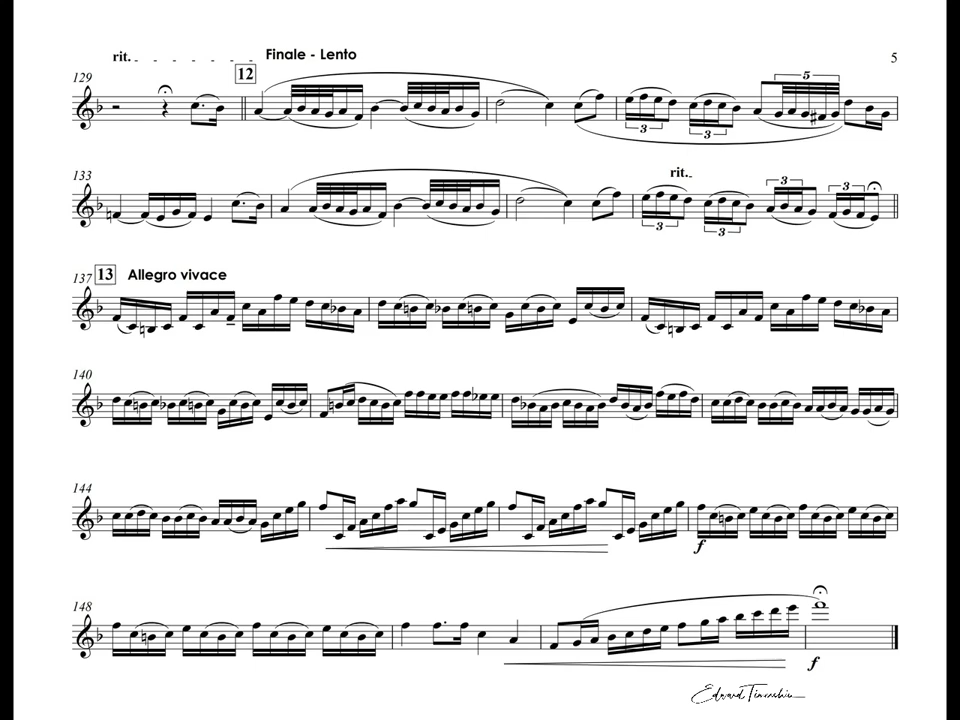 rit. Finale - Lento 5
129 12
3 3 5
133 rit.
3 3 3 3
137 13 Allegro vivace
140
144
f
148
f